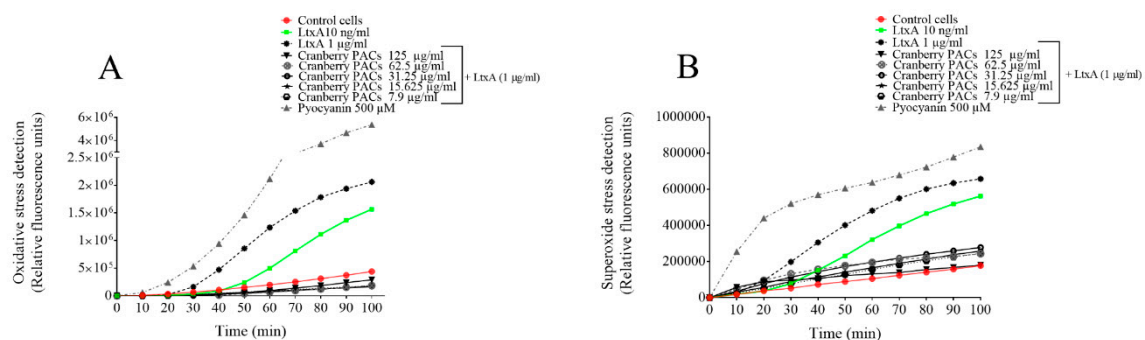 A
Control cells
LtxA10 ng/ml
LtxA 1 µg/ml
Cranberry PACs 125 µg/ml
Cranberry PACs 62.5 µg/ml
Cranberry PACs 31.25 µg/ml
Cranberry PACs 15.625 µg/ml
Cranberry PACs 7.9 µg/ml
Pyocyanin 500 µM
+ LtxA (1 µg/ml)
Oxidative stress detection
(Relative fluorescence units)
6×10⁶
4×10⁶
2.5×10⁶
2×10⁶
1.5×10⁶
1×10⁶
5×10⁵
0
0 10 20 30 40 50 60 70 80 90 100
Time (min)
B
Control cells
LtxA 10 ng/ml
LtxA 1 µg/ml
Cranberry PACs 125 µg/ml
Cranberry PACs 62.5 µg/ml
Cranberry PACs 31.25 µg/ml
Cranberry PACs 15.625 µg/ml
Cranberry PACs 7.9 µg/ml
Pyocyanin 500 µM
+ LtxA (1 µg/ml)
Superoxide stress detection
(Relative fluorescence units)
1000000
800000
600000
400000
200000
0
0 10 20 30 40 50 60 70 80 90 100
Time (min)